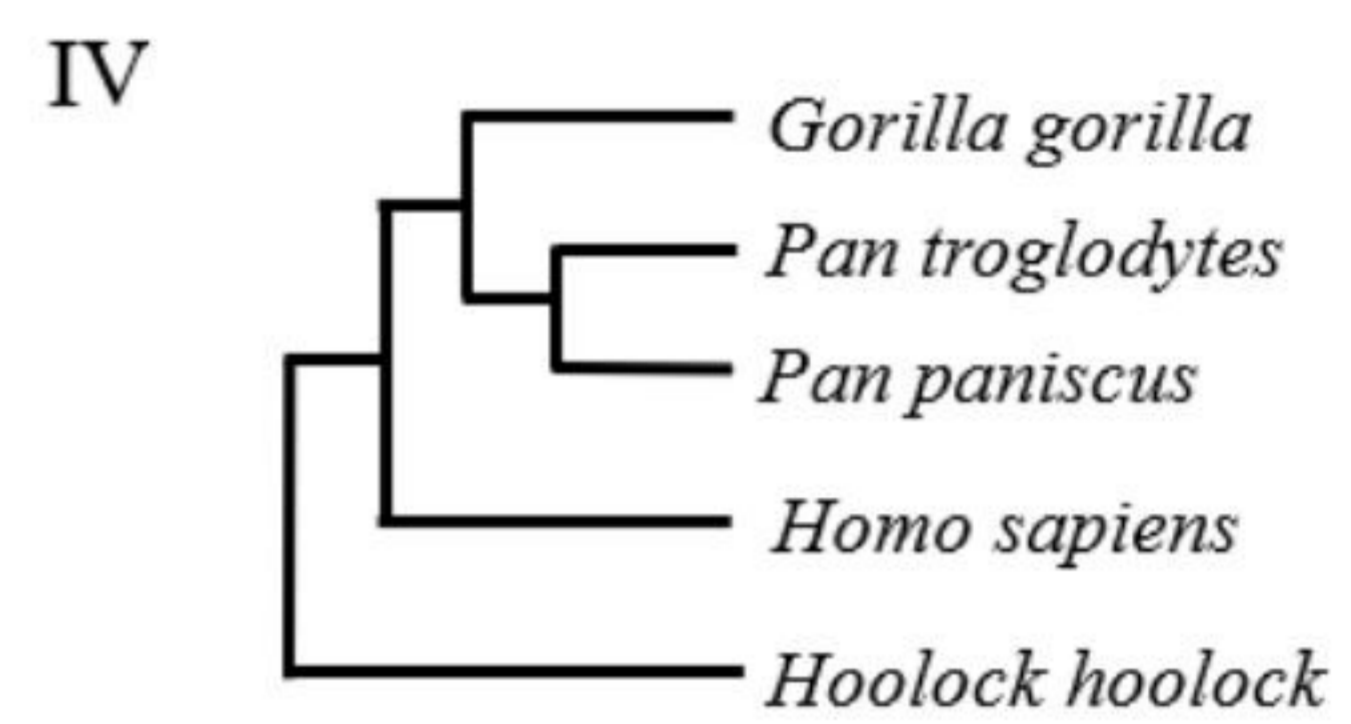 IV
Gorilla gorilla
Pan troglodytes
Pan paniscus
Homo sapiens
Hoolock hoolock